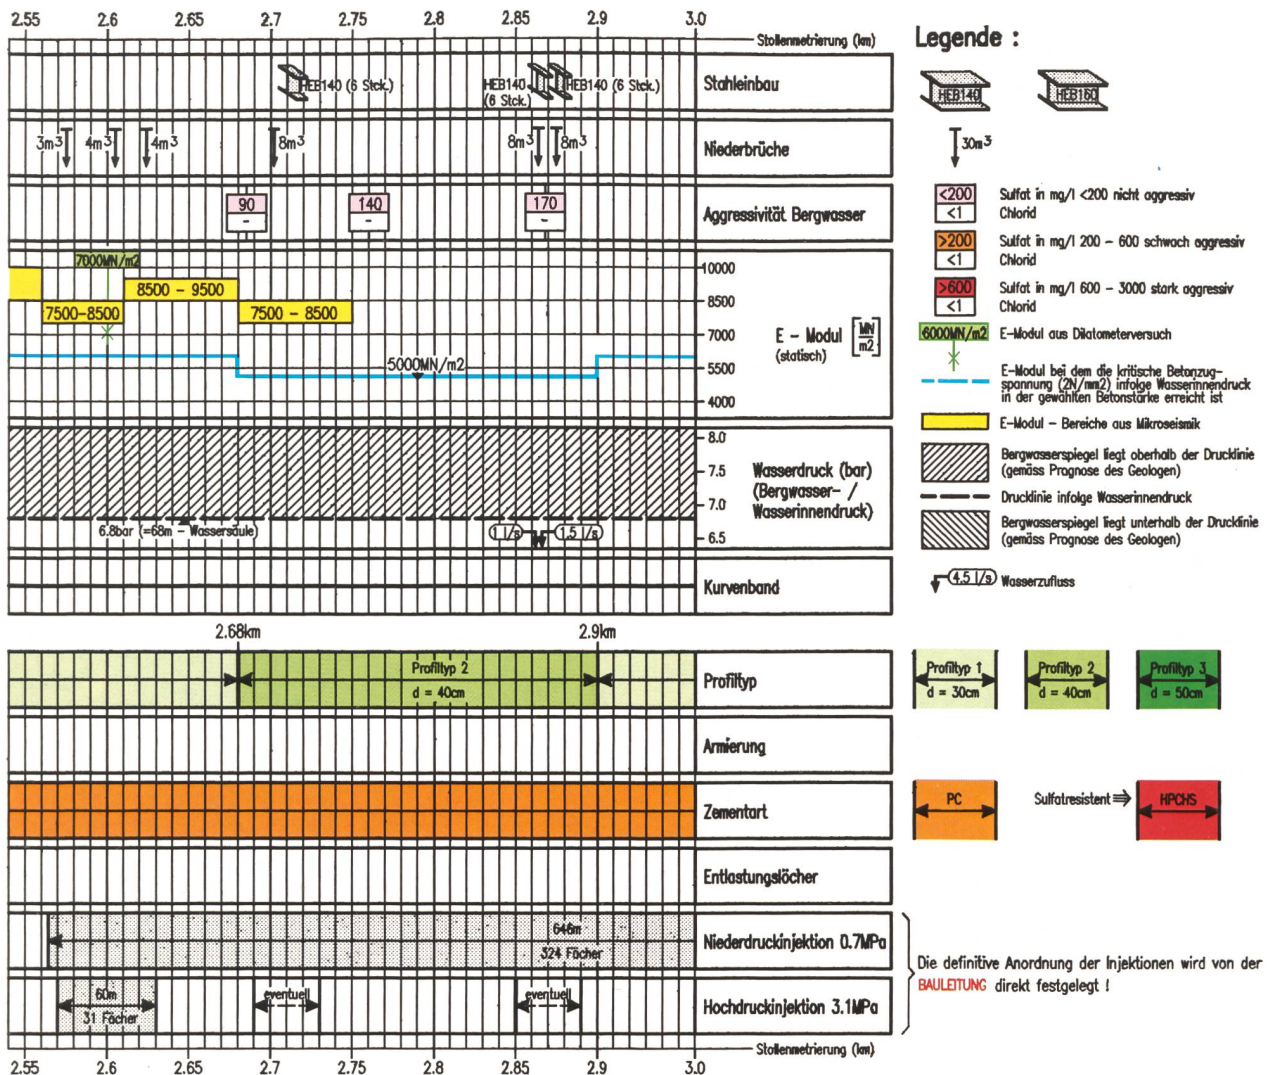 2.55 2.6 2.65 2.7 2.75 2.8 2.85 2.9 3.0
Stollenmetrierung (km)
Legende :
HEB140 (6 Stck.)
HEB140
(6 Stck.)
HEB140 (6 Stck.)
Stahleinbau
HEB140
HEB160
3m³
4m³
4m³
8m³
8m³
8m³
Niederbrüche
30m³
90
-
140
-
170
-
Aggressivität Bergwasser
<200
<1
Sulfat in mg/l <200 nicht aggressiv
Chlorid
>200
<1
Sulfat in mg/l 200 - 600 schwach aggressiv
Chlorid
>600
<1
Sulfat in mg/l 600 - 3000 stark aggressiv
Chlorid
7000MN/m2
8500 - 9500
7500-8500
7500 - 8500
5000MN/m2
10000
8500
7000
5500
4000
E - Modul [MN/m2]
(statisch)
6000MN/m2
E-Modul aus Dilatometerversuch
E-Modul bei dem die kritische Betonzug-
spannung (2N/mm2) infolge Wasserinnendruck
in der gewählten Betonstärke erreicht ist
E-Modul - Bereiche aus Mikroseismik
8.0
7.5
7.0
6.5
Wasserdruck (bar)
(Bergwasser- /
Wasserinnendruck)
6.8bar (=68m - Wassersäule)
1 l/s
1.5 l/s
Bergwasserspiegel liegt oberhalb der Drucklinie
(gemäss Prognose des Geologen)
Drucklinie infolge Wasserinnendruck
Bergwasserspiegel liegt unterhalb der Drucklinie
(gemäss Prognose des Geologen)
4.5 l/s
Wasserzufluss
Kurvenband
2.68km
2.9km
Profiltyp 2
d = 40cm
Profiltyp
Profiltyp 1
d = 30cm
Profiltyp 2
d = 40cm
Profiltyp 3
d = 50cm
Armierung
Zementart
PC
Sulfatresistent ⇒
HPCHS
Entlastungslöcher
646m
324 Fächer
Niederdruckinjektion 0.7MPa
60m
31 Fächer
eventuell
eventuell
Hochdruckinjektion 3.1MPa
Die definitive Anordnung der Injektionen wird von der
BAULEITUNG direkt festgelegt !
Stollenmetrierung (km)
2.55 2.6 2.65 2.7 2.75 2.8 2.85 2.9 3.0